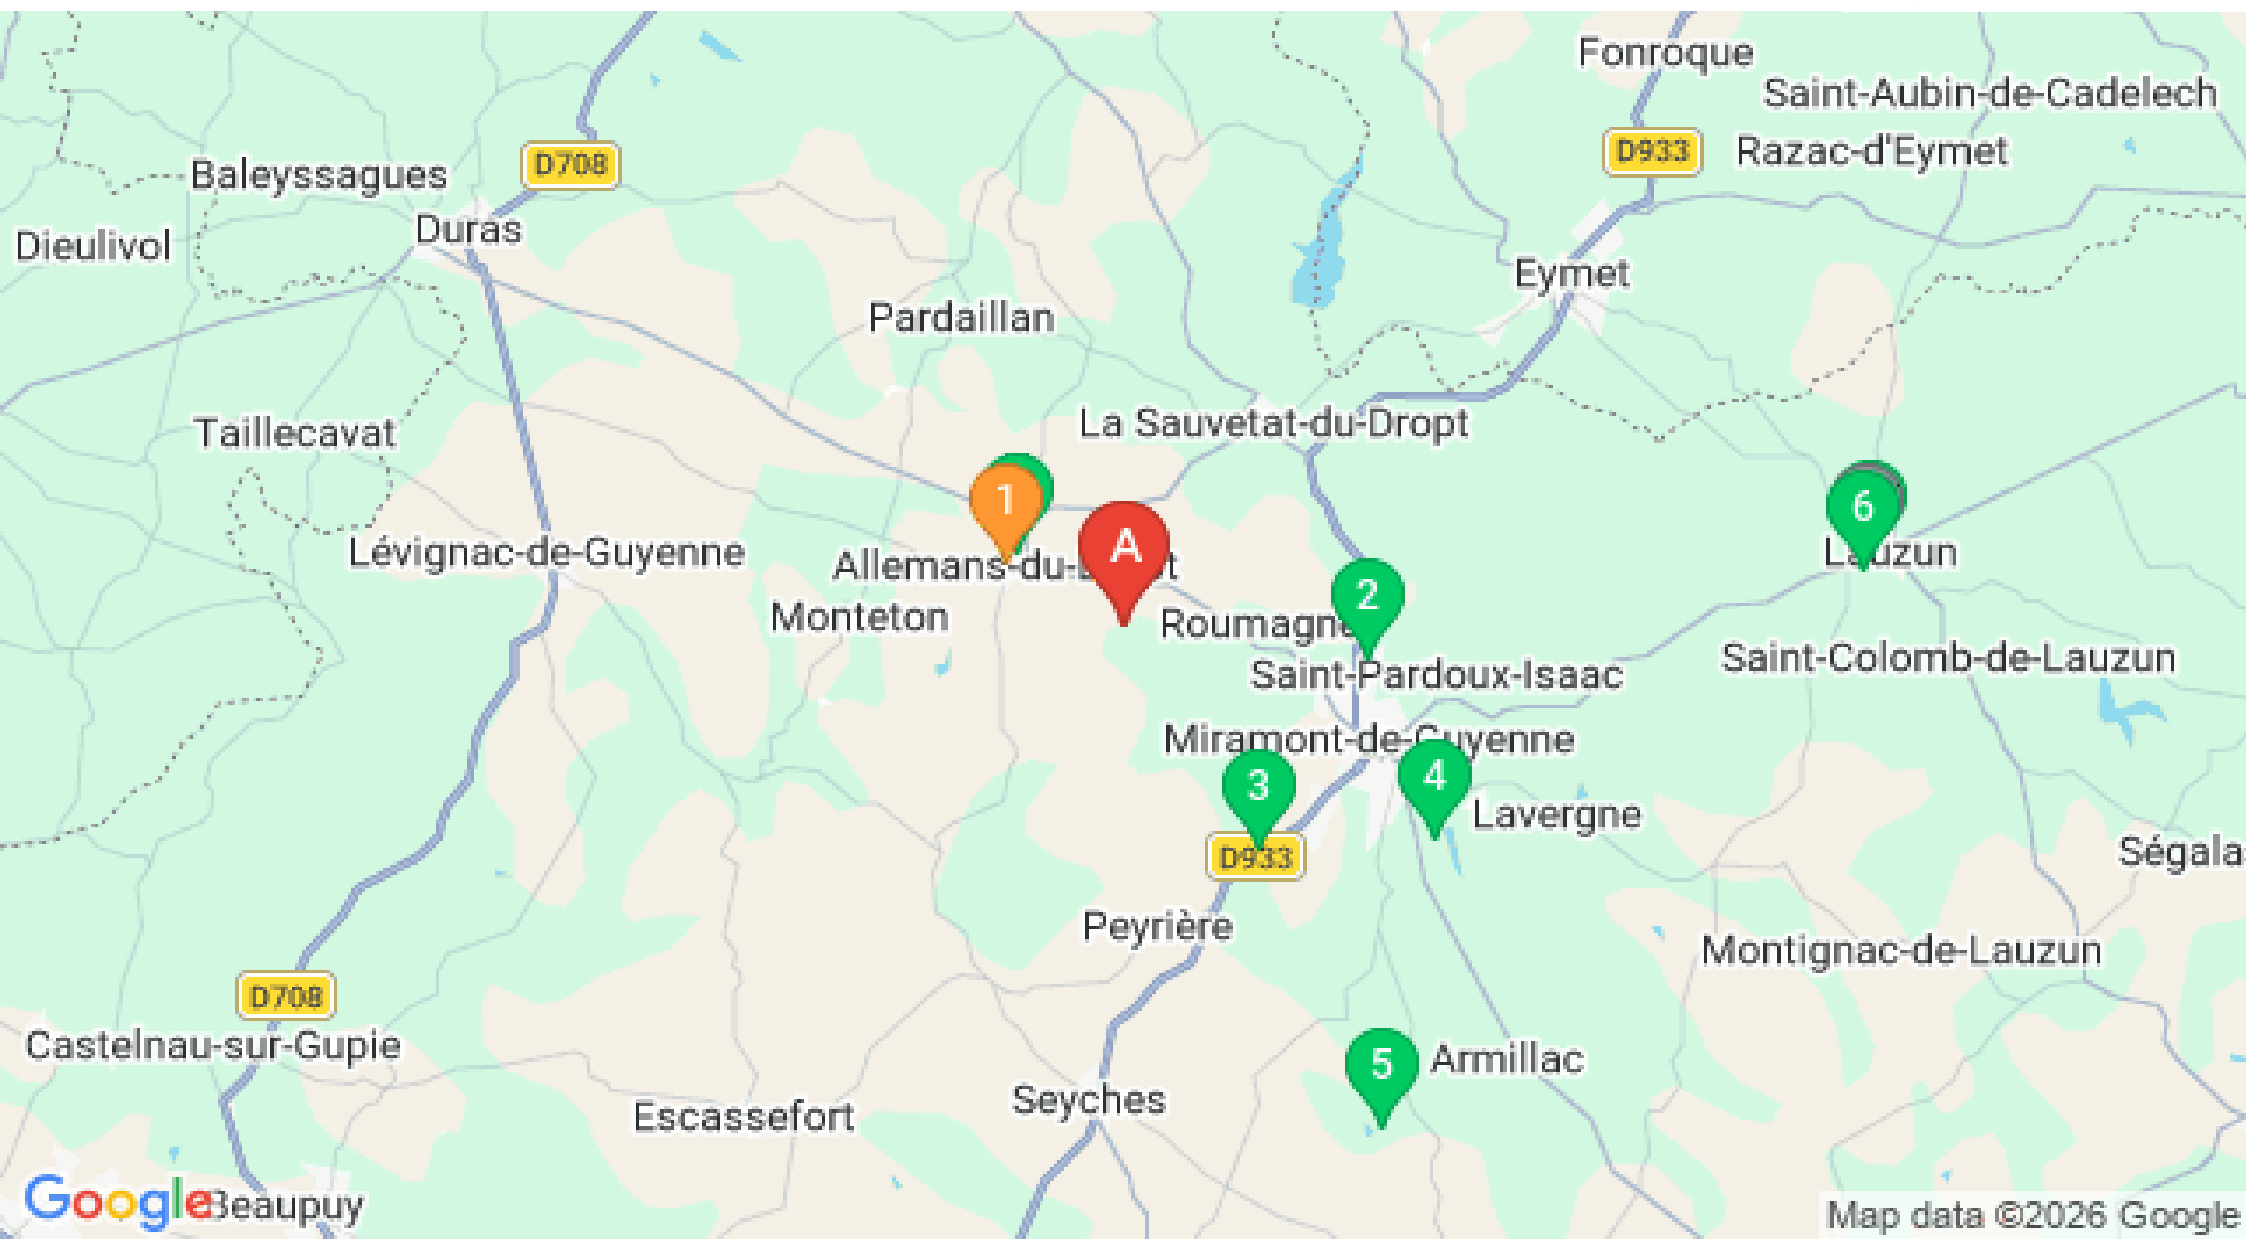 Fonroque
Saint-Aubin-de-Cadelech
D933
Razac-d'Eymet
D708
Baleyssagues
Duras
Dieulivol
Eymet
Pardaillan
La Sauvetat-du-Dropt
Taillecavat
1
6
A
Lévignac-de-Guyenne
Lauzun
2
Monteton
Roumagne
Saint-Pardoux-Isaac
Saint-Colomb-de-Lauzun
Miramont-de-Guyenne
3
4
Lavergne
D933
Ségala
Peyrière
Montignac-de-Lauzun
D708
Castelnau-sur-Gupie
5
Armillac
Seyches
Escassefort
Google
Beaupuy
Map data ©2026 Google